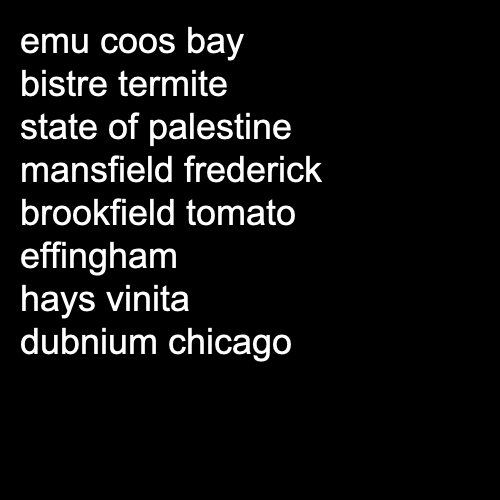 emu coos bay
bistre termite
state of palestine
mansfield frederick
brookfield tomato
effingham
hays vinita
dubnium chicago